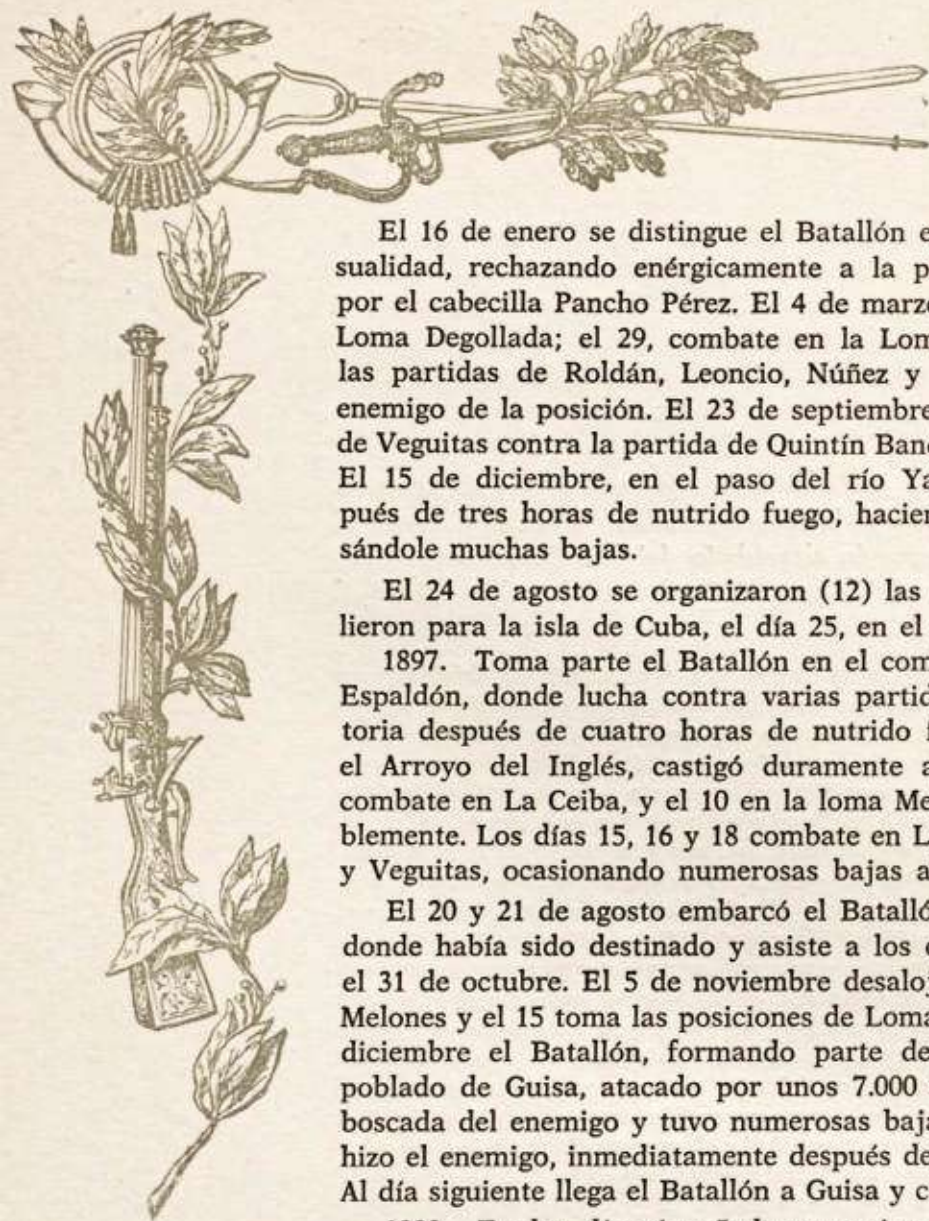 El 16 de enero se distingue el Batallón e
sualidad, rechazando enérgicamente a la p
por el cabecilla Pancho Pérez. El 4 de marzo
Loma Degollada; el 29, combate en la Lom
las partidas de Roldán, Leoncio, Núñez y
enemigo de la posición. El 23 de septiembre
de Veguitas contra la partida de Quintín Band
El 15 de diciembre, en el paso del río Ya
pués de tres horas de nutrido fuego, hacien
sándole muchas bajas.
El 24 de agosto se organizaron (12) las
lieron para la isla de Cuba, el día 25, en el
1897. Toma parte el Batallón en el com
Espaldón, donde lucha contra varias partid
toria después de cuatro horas de nutrido f
el Arroyo del Inglés, castigó duramente a
combate en La Ceiba, y el 10 en la loma Me
blemente. Los días 15, 16 y 18 combate en L
y Veguitas, ocasionando numerosas bajas a
El 20 y 21 de agosto embarcó el Batalló
donde había sido destinado y asiste a los c
el 31 de octubre. El 5 de noviembre desaloj
Melones y el 15 toma las posiciones de Loma
diciembre el Batallón, formando parte de
poblado de Guisa, atacado por unos 7.000
boscada del enemigo y tuvo numerosas baja
hizo el enemigo, inmediatamente después de
Al día siguiente llega el Batallón a Guisa y c